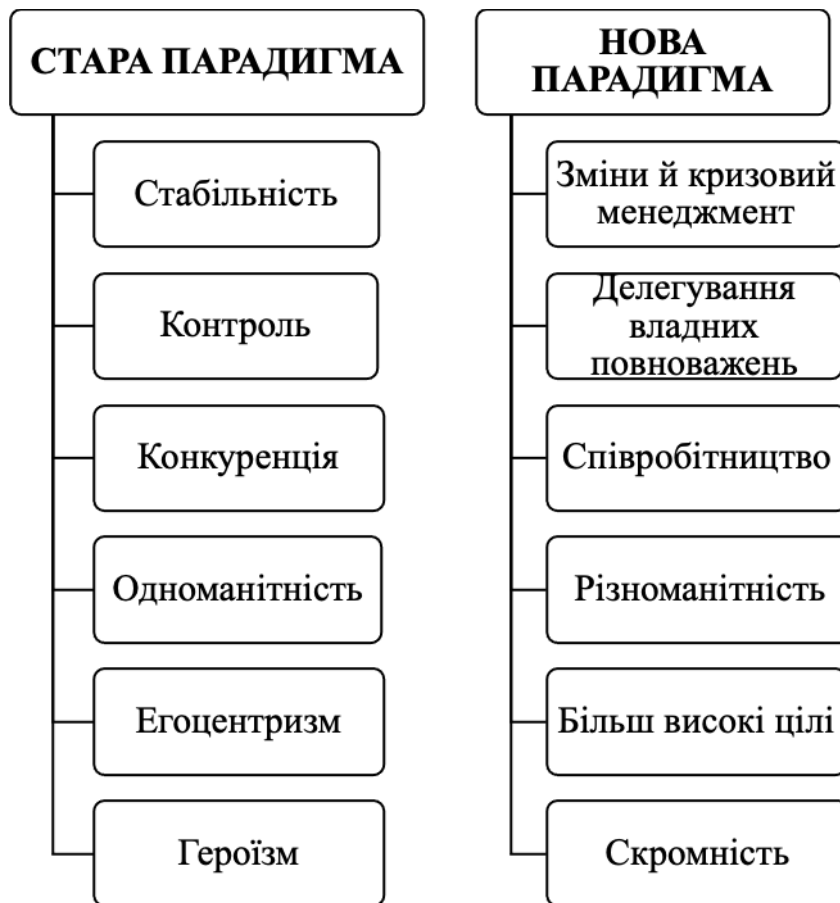 СТАРА ПАРАДИГМА
Стабільність
Контроль
Конкуренція
Одноманітність
Егоцентризм
Героїзм
НОВА
ПАРАДИГМА
Зміни й кризовий
менеджмент
Делегування
владних
повноважень
Співробітництво
Різноманітність
Більш високі цілі
Скромність